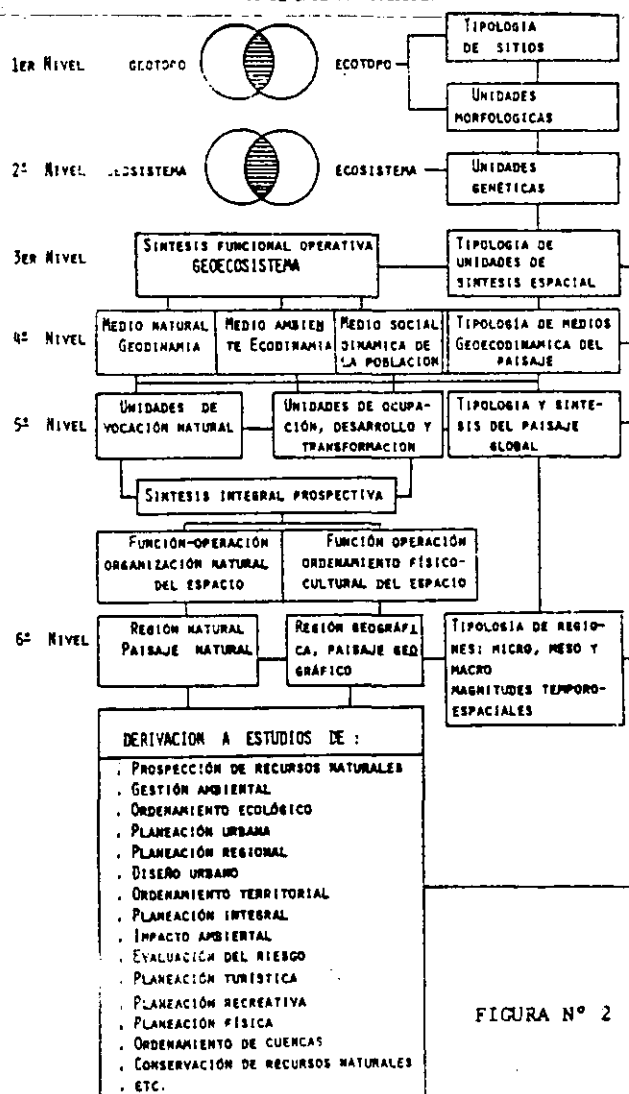 TIPOLOGIA
DE SITIOS
1ER NIVEL GEOTOPO ECOTOPO
UNIDADES
MORFOLOGICAS
2º NIVEL GEOSISTEMA ECOSISTEMA
UNIDADES
GENÉTICAS
3ER NIVEL
SINTESIS FUNCIONAL OPERATIVA
GEOECOSISTEMA
TIPOLOGIA DE
UNIDADES DE
SINTESIS ESPACIAL
4º NIVEL
MEDIO NATURAL
GEODINAMIA
MEDIO AMBIEN
TE ECODINAMIA
MEDIO SOCIAL
DINAMICA DE
LA POBLACION
TIPOLOGÍA DE MEDIOS
GEOECODINAMICA DEL
PAISAJE
5º NIVEL
UNIDADES DE
VOCACIÓN NATURAL
UNIDADES DE OCUPA-
CIÓN, DESARROLLO Y
TRANSFORMACION
TIPOLOGIA Y SINTE-
SIS DEL PAISAJE
GLOBAL
SINTESIS INTEGRAL PROSPECTIVA
FUNCIÓN-OPERACIÓN
ORGANIZACIÓN NATURAL
DEL ESPACIO
FUNCIÓN OPERACIÓN
ORDENAMIENTO FÍSICO-
CULTURAL DEL ESPACIO
6º NIVEL
REGIÓN NATURAL
PAISAJE NATURAL
REGIÓN GEOGRÁFI
CA, PAISAJE GEO
GRÁFICO
TIPOLOGÍA DE REGIO-
NES: MICRO, MESO Y
MACRO
MAGNITUDES TEMPORO-
ESPACIALES
DERIVACION A ESTUDIOS DE :
. PROSPECCIÓN DE RECURSOS NATURALES
. GESTIÓN AMBIENTAL
. ORDENAMIENTO ECOLÓGICO
. PLANEACIÓN URBANA
. PLANEACIÓN REGIONAL
. DISEÑO URBANO
. ORDENAMIENTO TERRITORIAL
. PLANEACIÓN INTEGRAL
. IMPACTO AMBIENTAL
. EVALUACIÓN DEL RIESGO
. PLANEACIÓN TURÍSTICA
. PLANEACIÓN RECREATIVA
. PLANEACIÓN FÍSICA
. ORDENAMIENTO DE CUENCAS
. CONSERVACIÓN DE RECURSOS NATURALES
. ETC.
FIGURA Nº 2